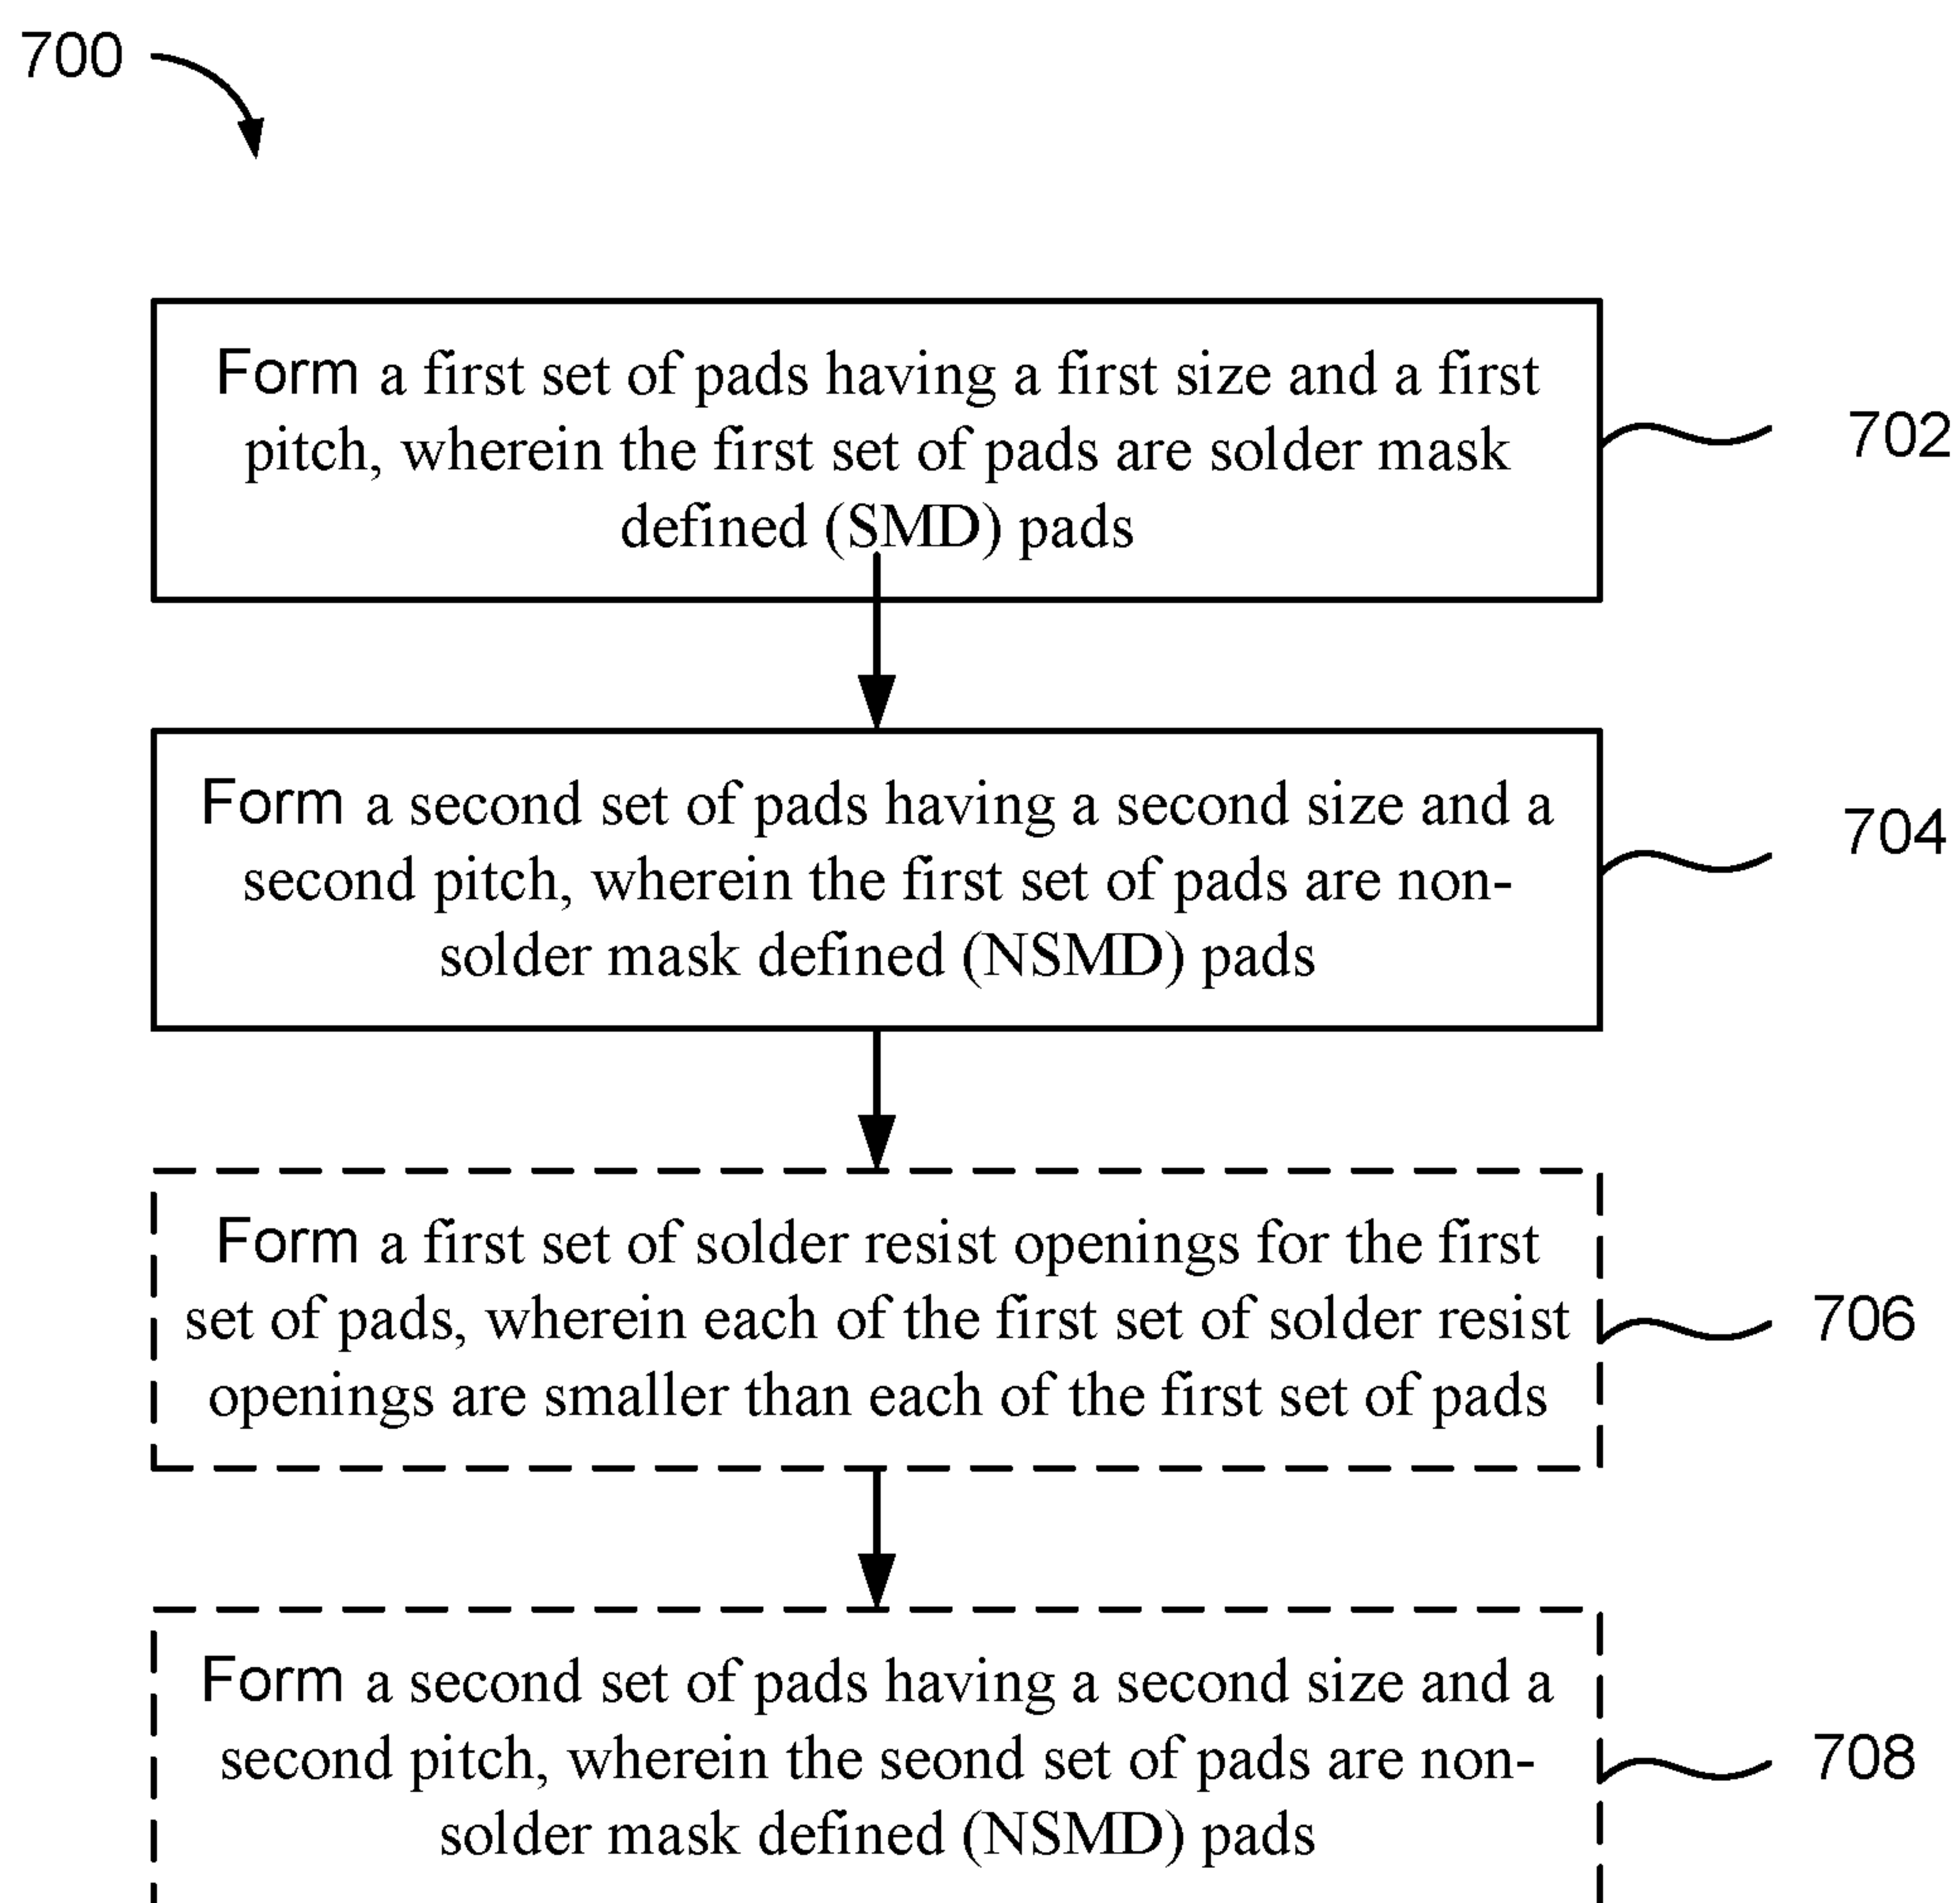 700
Form a first set of pads having a first size and a first
pitch, wherein the first set of pads are solder mask
defined (SMD) pads
702
Form a second set of pads having a second size and a
second pitch, wherein the first set of pads are non-
solder mask defined (NSMD) pads
704
Form a first set of solder resist openings for the first
set of pads, wherein each of the first set of solder resist
openings are smaller than each of the first set of pads
706
Form a second set of pads having a second size and a
second pitch, wherein the seond set of pads are non-
solder mask defined (NSMD) pads
708